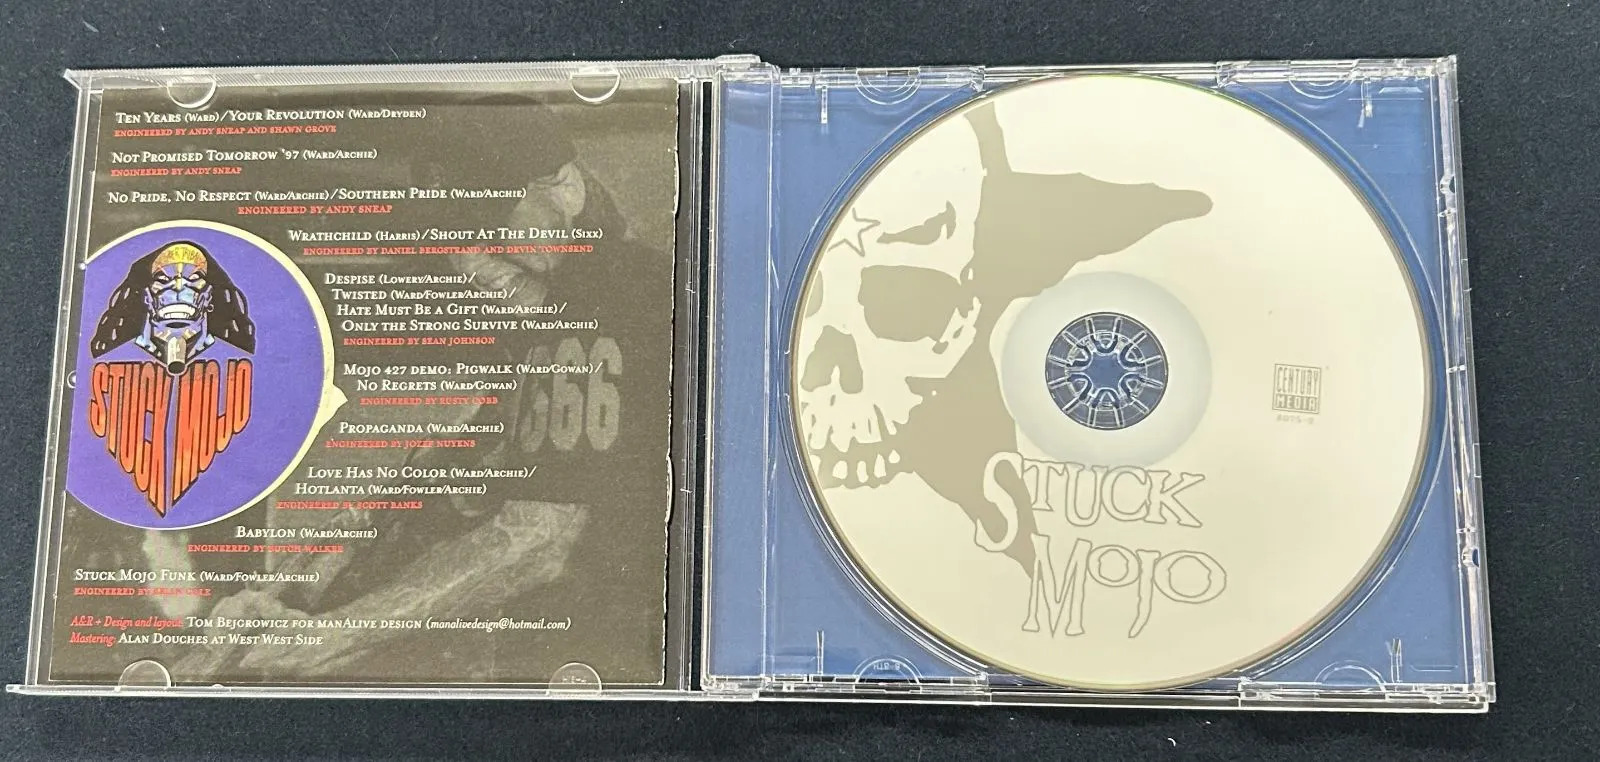 Ten Years (Ward)/Your Revolution (Ward/Dryden)
engineered by Andy Sneap and Shawn Grove
Not Promised Tomorrow '97 (Ward/Archie)
engineered by Andy Sneap
No Pride, No Respect (Ward/Archie)/Southern Pride (Ward/Archie)
engineered by Andy Sneap
Wrathchild (Harris)/Shout At The Devil (Sixx)
engineered by Daniel Bergstrand and Devin Townsend
Despise (Lowery/Archie)/
Twisted (Ward/Fowler/Archie)/
Hate Must Be a Gift (Ward/Archie)/
Only the Strong Survive (Ward/Archie)
engineered by Sean Johnson
Mojo 427 demo: Pigwalk (Ward/Gowan)/
No Regrets (Ward/Gowan)
engineered by Rusty Cobb
Propaganda (Ward/Archie)
engineered by Jozef Nuyens
Love Has No Color (Ward/Archie)/
Hotlanta (Ward/Fowler/Archie)
engineered by Scott Banks
Babylon (Ward/Archie)
engineered by Butch Walker
Stuck Mojo Funk (Ward/Fowler/Archie)
engineered by
A&R + Design and layout: Tom Bejgrowicz for manAlive design (manalivedesign@hotmail.com)
Mastering: Alan Douches at West West Side
STUCK MOJO
666
CENTURY
MEDIA
STUCK
MOJO